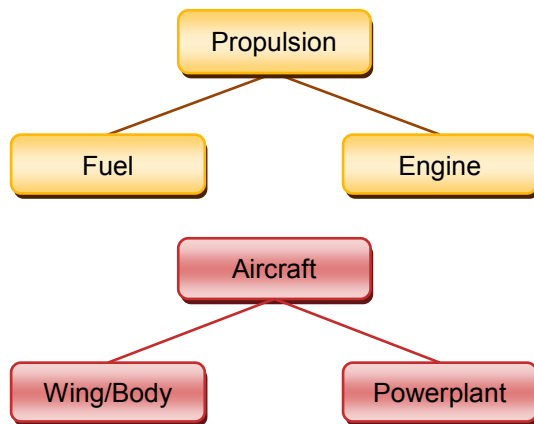 Propulsion
Fuel
Engine
Aircraft
Wing/Body
Powerplant